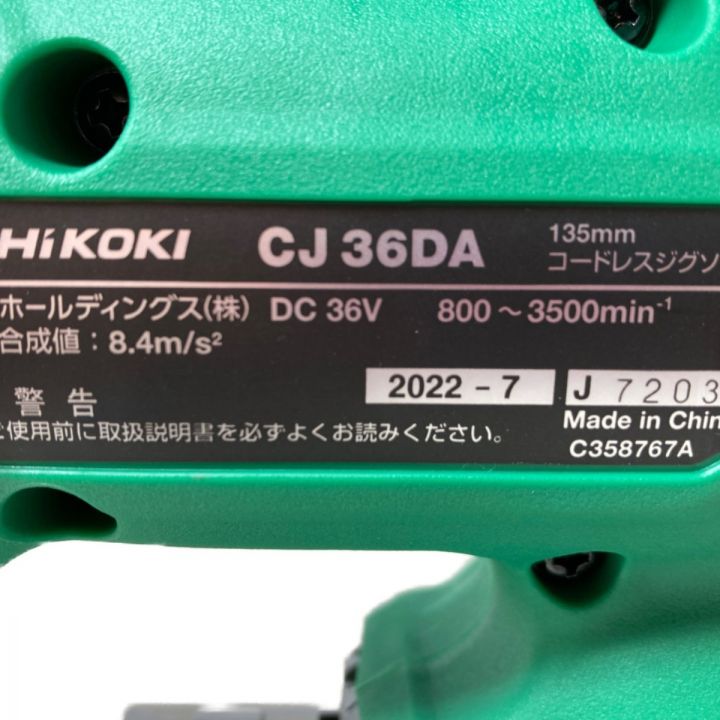 HiKOKI CJ 36DA 135mm
コードレスジグソ
ホールディングス(株) DC 36V 800～3500min⁻¹
合成値：8.4m/s²
2022-7 J 7203
警告 Made in Chin
ご使用前に取扱説明書を必ずよくお読みください。 C358767A